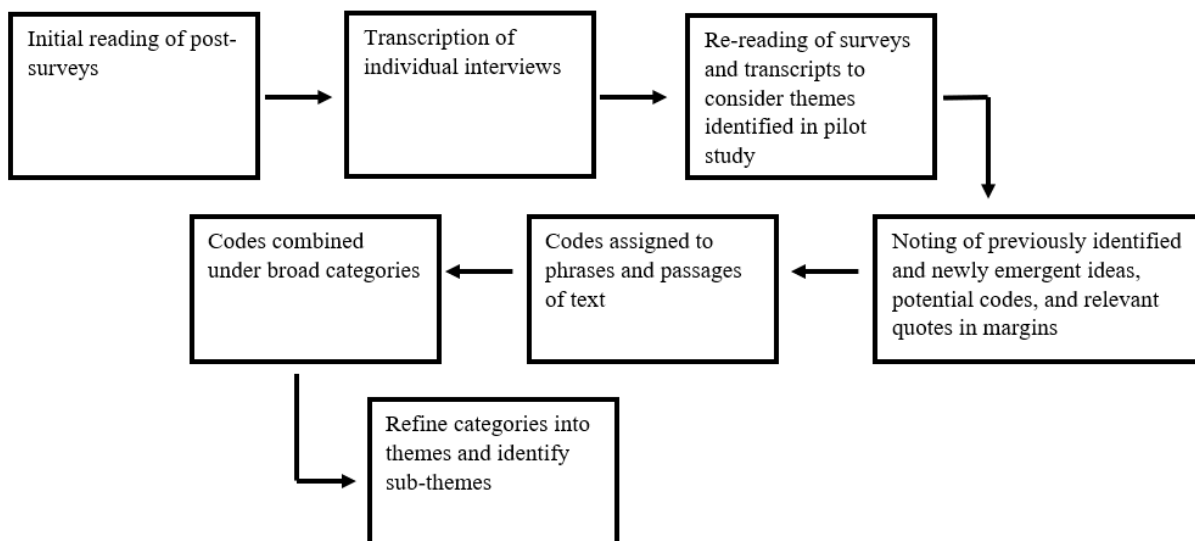 Initial reading of post-
surveys
Transcription of
individual interviews
Re-reading of surveys
and transcripts to
consider themes
identified in pilot
study
Noting of previously identified
and newly emergent ideas,
potential codes, and relevant
quotes in margins
Codes assigned to
phrases and passages
of text
Codes combined
under broad categories
Refine categories into
themes and identify
sub-themes